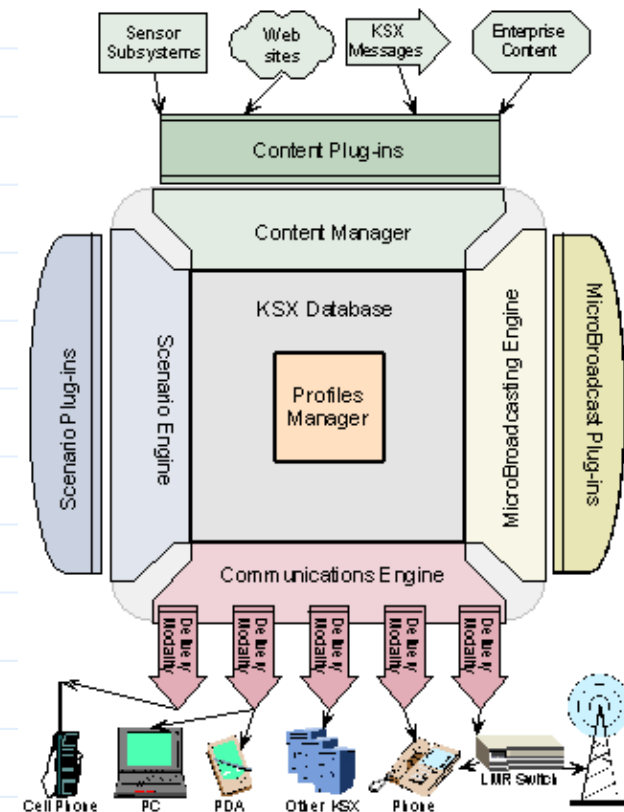 Sensor
Subsystems
Web
sites
KSX
Messages
Enterprise
Content
Content Plug-ins
Content Manager
Scenario Plug-ins
Scenario Engine
KSX Database
Profiles
Manager
MicroBroadcasting Engine
MicroBroadcast Plug-ins
Communications Engine
Delivery
Modality
Delivery
Modality
Delivery
Modality
Delivery
Modality
Delivery
Modality
Cell Phone
PC
PDA
Other KSX
Phone
LMR Switch